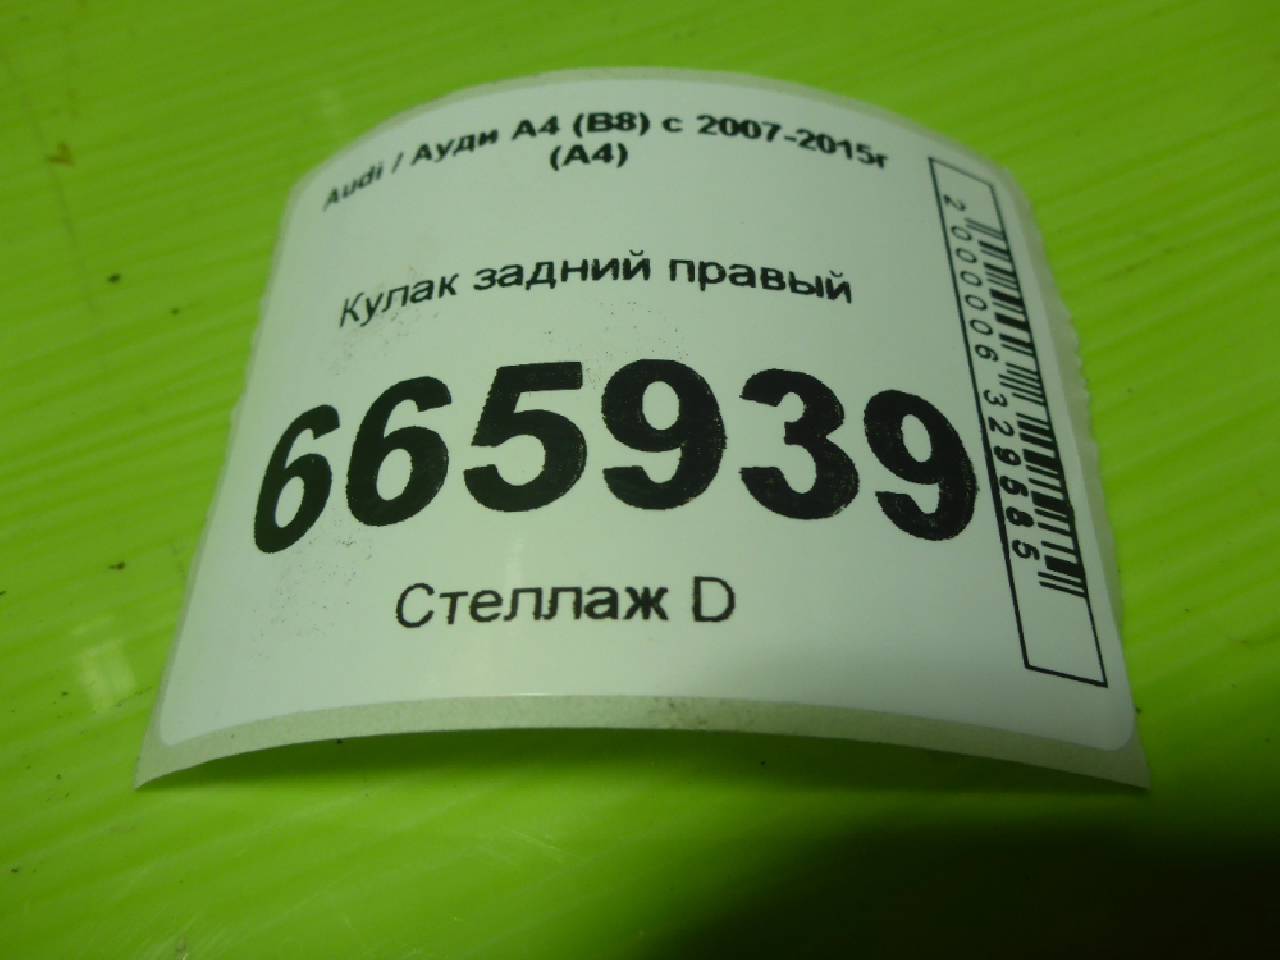 Audi / Ауди A4 (B8) с 2007-2015г
(A4)
Кулак задний правый
665939
Стеллаж D
2000006329685